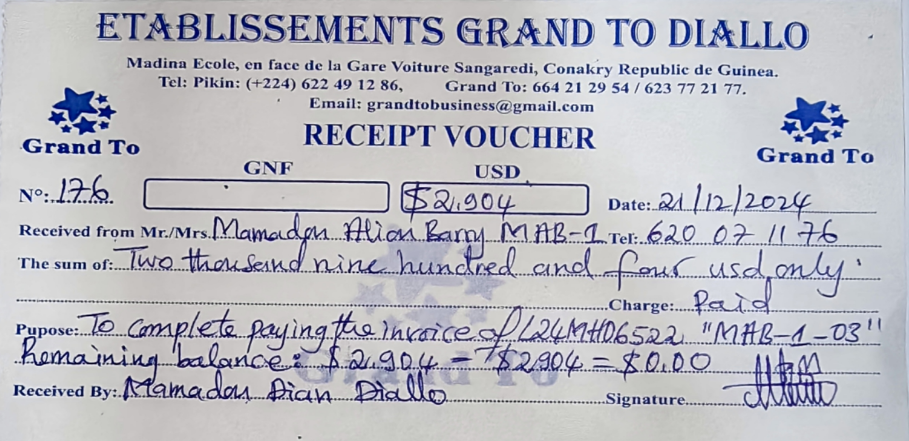 ETABLISSEMENTS GRAND TO DIALLO
Madina Ecole, en face de la Gare Voiture Sangaredi, Conakry Republic de Guinea.
Tel: Pikin: (+224) 622 49 12 86, Grand To: 664 21 29 54 / 623 77 21 77.
Email: grandtobusiness@gmail.com
Grand To
RECEIPT VOUCHER
Grand To
GNF USD
Nº: 176. $2.904 Date: 21/12/2024
Received from Mr./Mrs. Mamadou Aliou Barry MAB-1 Tel: 620 07 11 76
The sum of: Two thousand nine hundred and four usd only.
Charge: Paid
Pupose: To complete paying the invoice of L24MH06522 "MAB-1-03"
Remaining balance: $2.904 - $2904 = $0.00
Received By: Mamadou Dian Diallo Signature